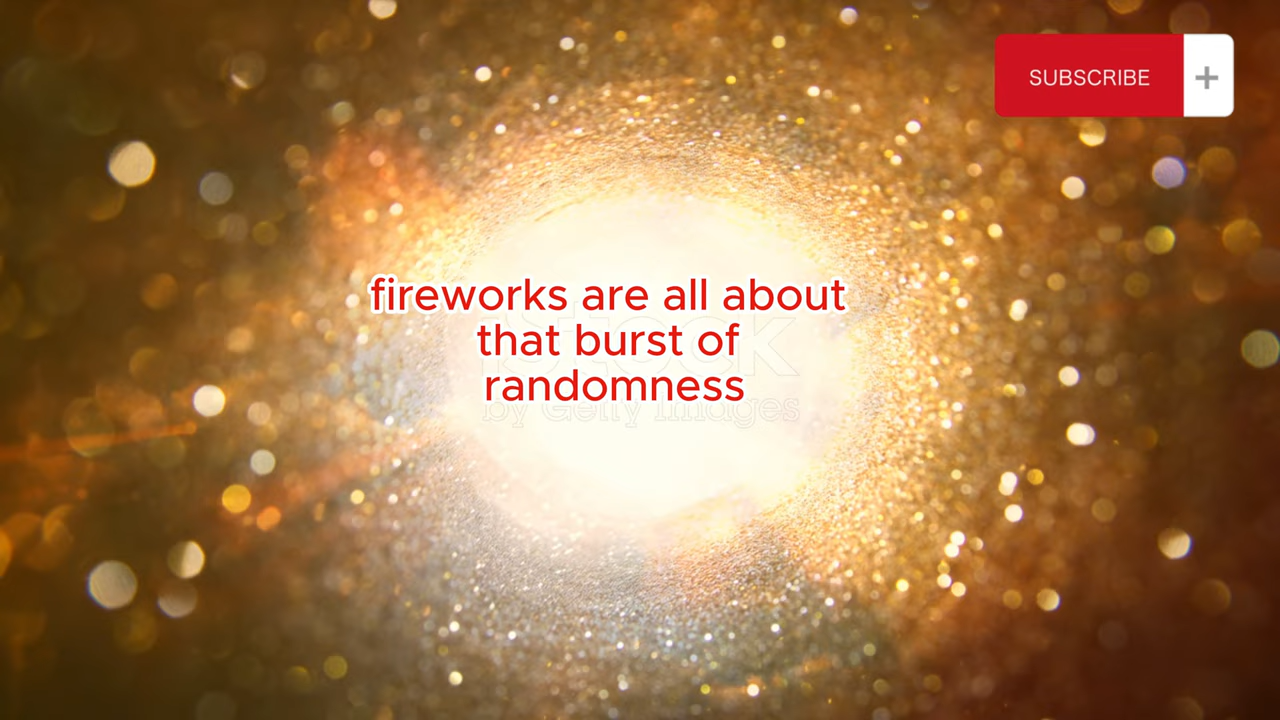 SUBSCRIBE +
fireworks are all about
that burst of
randomness
iStock
by Getty Images